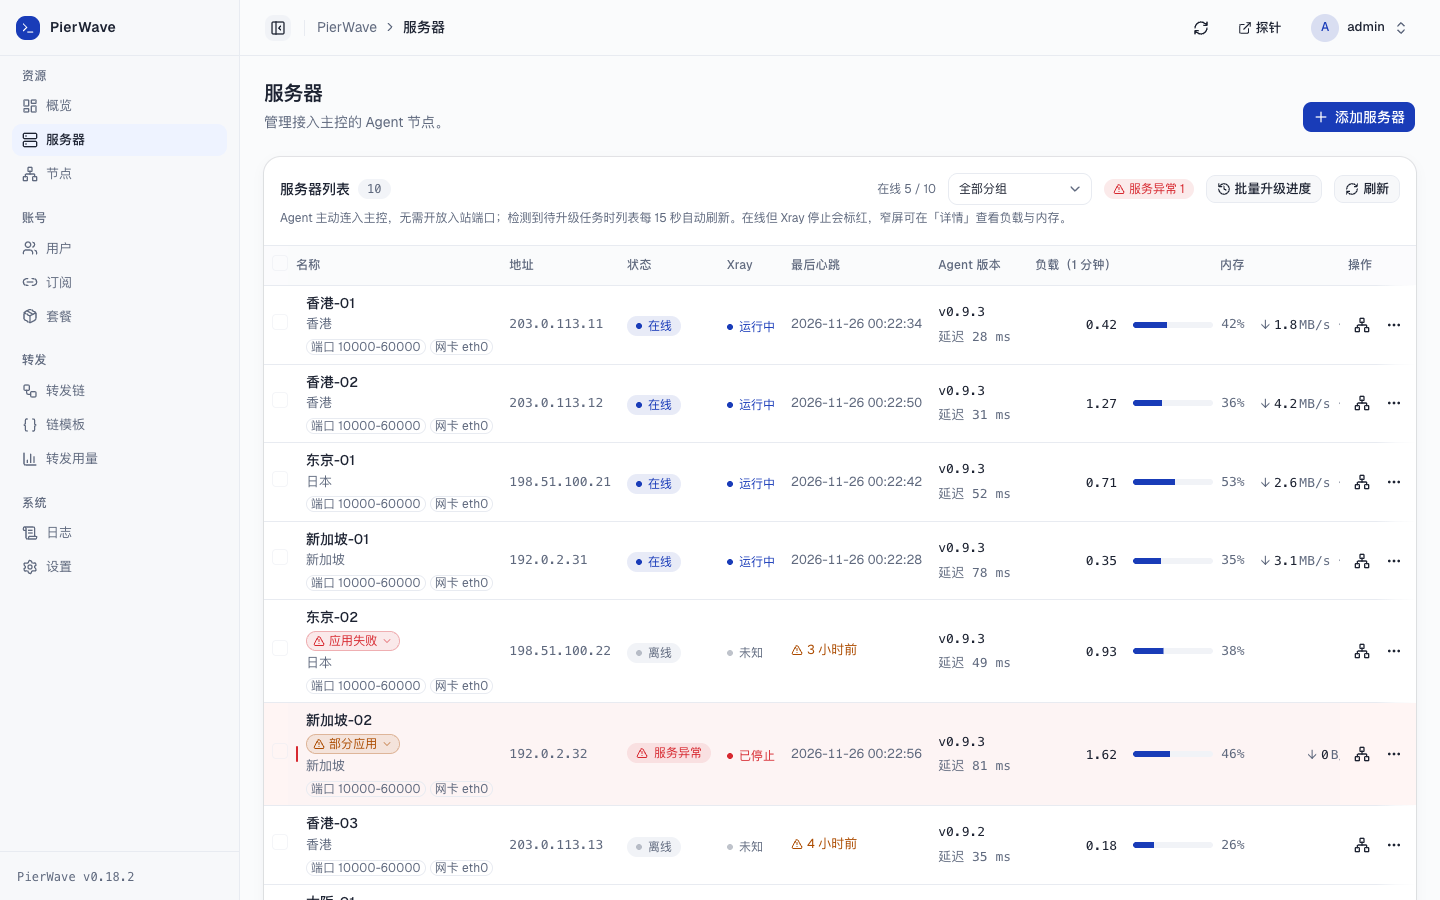 PierWave
PierWave 服务器
探针
A admin
资源
概览
服务器
节点
账号
用户
订阅
套餐
转发
转发链
链模板
转发用量
系统
日志
设置
PierWave v0.18.2
服务器
管理接入主控的 Agent 节点。
添加服务器
服务器列表 10
在线 5 / 10
全部分组
服务异常 1
批量升级进度
刷新
Agent 主动连入主控，无需开放入站端口；检测到待升级任务时列表每 15 秒自动刷新。在线但 Xray 停止会标红，窄屏可在「详情」查看负载与内存。
名称 地址 状态 Xray 最后心跳 Agent 版本 负载（1 分钟） 内存 操作
香港-01
香港
端口 10000-60000 网卡 eth0
203.0.113.11 在线 运行中 2026-11-26 00:22:34
v0.9.3
延迟 28 ms
0.42 42% ↓ 1.8MB/s
香港-02
香港
端口 10000-60000 网卡 eth0
203.0.113.12 在线 运行中 2026-11-26 00:22:50
v0.9.3
延迟 31 ms
1.27 36% ↓ 4.2MB/s
东京-01
日本
端口 10000-60000 网卡 eth0
198.51.100.21 在线 运行中 2026-11-26 00:22:42
v0.9.3
延迟 52 ms
0.71 53% ↓ 2.6MB/s
新加坡-01
新加坡
端口 10000-60000 网卡 eth0
192.0.2.31 在线 运行中 2026-11-26 00:22:28
v0.9.3
延迟 78 ms
0.35 35% ↓ 3.1MB/s
东京-02
应用失败
日本
端口 10000-60000 网卡 eth0
198.51.100.22 离线 未知 3 小时前
v0.9.3
延迟 49 ms
0.93 38%
新加坡-02
部分应用
新加坡
端口 10000-60000 网卡 eth0
192.0.2.32 服务异常 已停止 2026-11-26 00:22:56
v0.9.3
延迟 81 ms
1.62 46% ↓ 0B
香港-03
香港
端口 10000-60000 网卡 eth0
203.0.113.13 离线 未知 4 小时前
v0.9.2
延迟 35 ms
0.18 26%